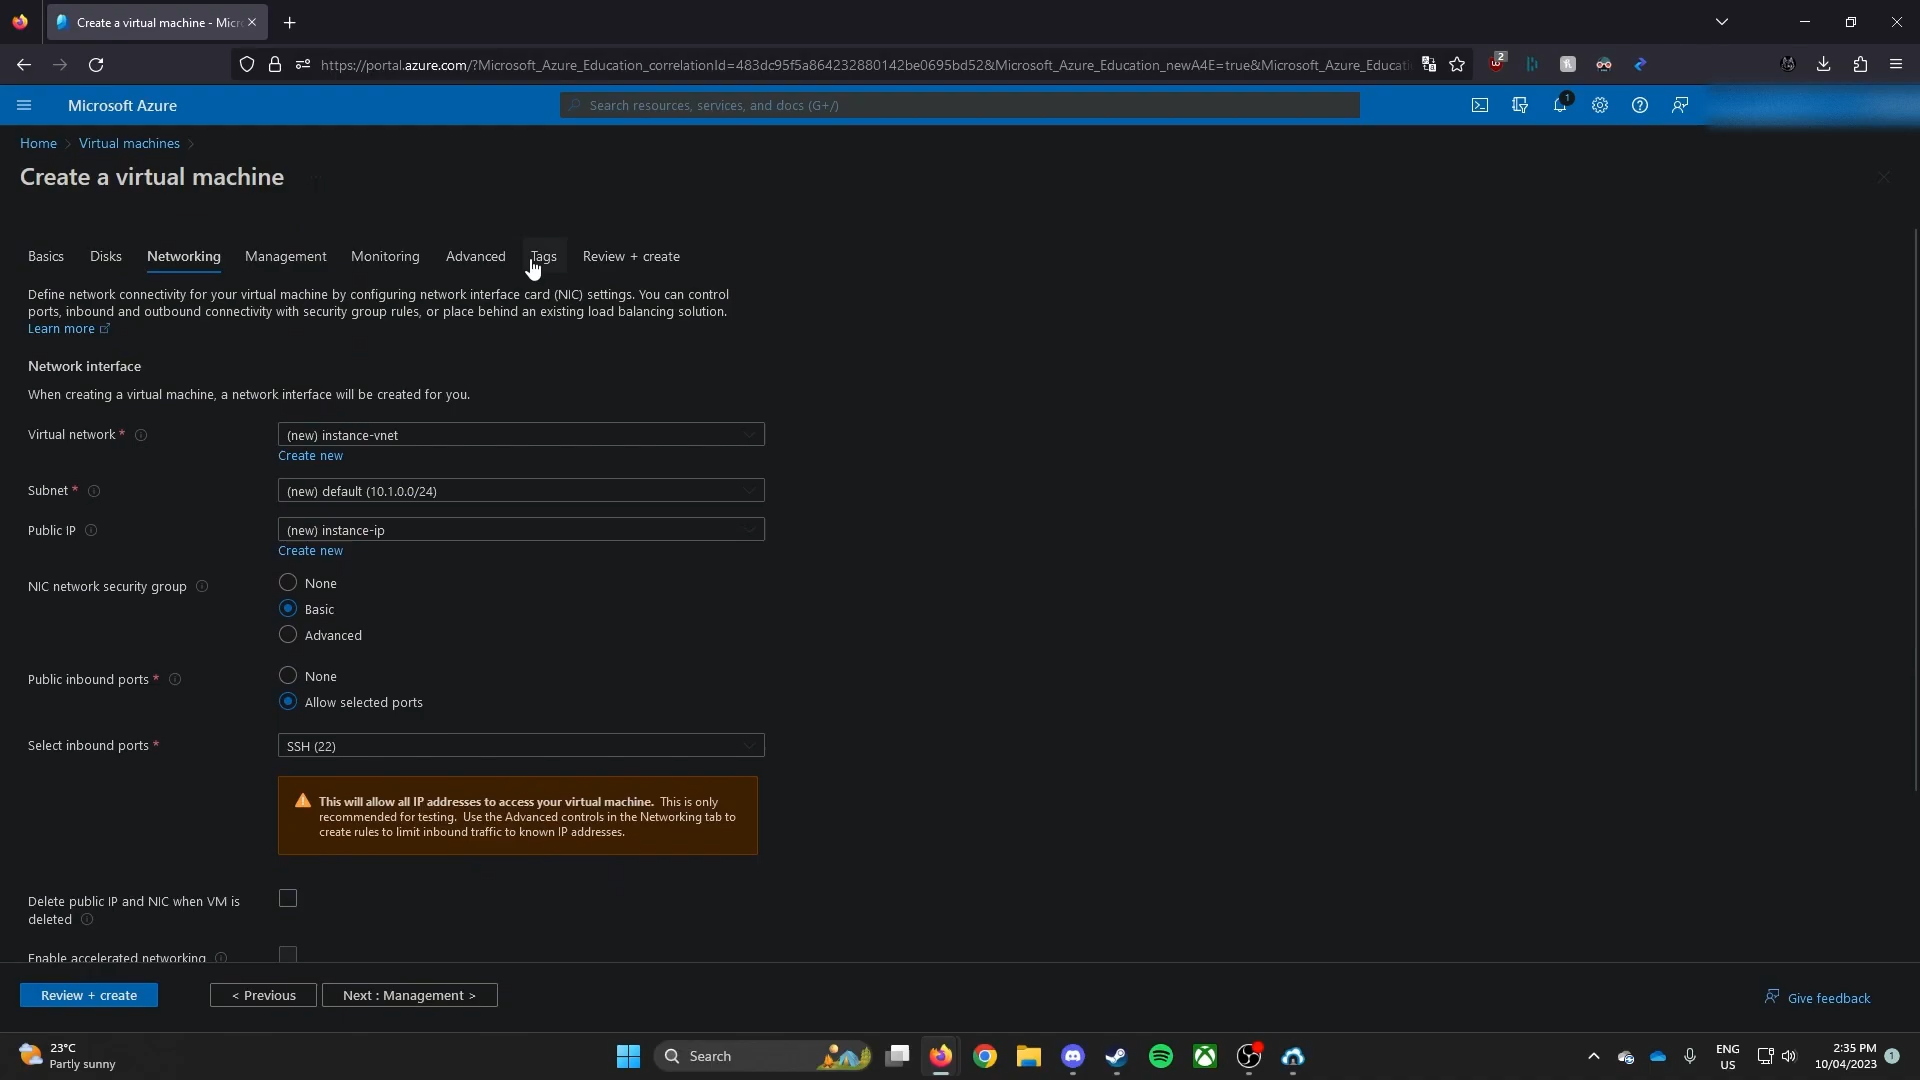 Create a virtual machine - Micr
https://portal.azure.com/?Microsoft_Azure_Education_correlationId=483dc95f5a864232880142be0695bd52&Microsoft_Azure_Education_newA4E=true&Microsoft_Azure_Educati
2
Microsoft Azure
Search resources, services, and docs (G+/)
1
Home > Virtual machines >
Create a virtual machine ...
Basics Disks Networking Management Monitoring Advanced Tags Review + create
Define network connectivity for your virtual machine by configuring network interface card (NIC) settings. You can control
ports, inbound and outbound connectivity with security group rules, or place behind an existing load balancing solution.
Learn more
Network interface
When creating a virtual machine, a network interface will be created for you.
Virtual network * (new) instance-vnet
Create new
Subnet * (new) default (10.1.0.0/24)
Public IP (new) instance-ip
Create new
NIC network security group None
Basic
Advanced
Public inbound ports * None
Allow selected ports
Select inbound ports * SSH (22)
This will allow all IP addresses to access your virtual machine. This is only
recommended for testing. Use the Advanced controls in the Networking tab to
create rules to limit inbound traffic to known IP addresses.
Delete public IP and NIC when VM is
deleted
Enable accelerated networking
Review + create < Previous Next : Management > Give feedback
23°C
Partly sunny
Search
ENG
US
2:35 PM
10/04/2023
1